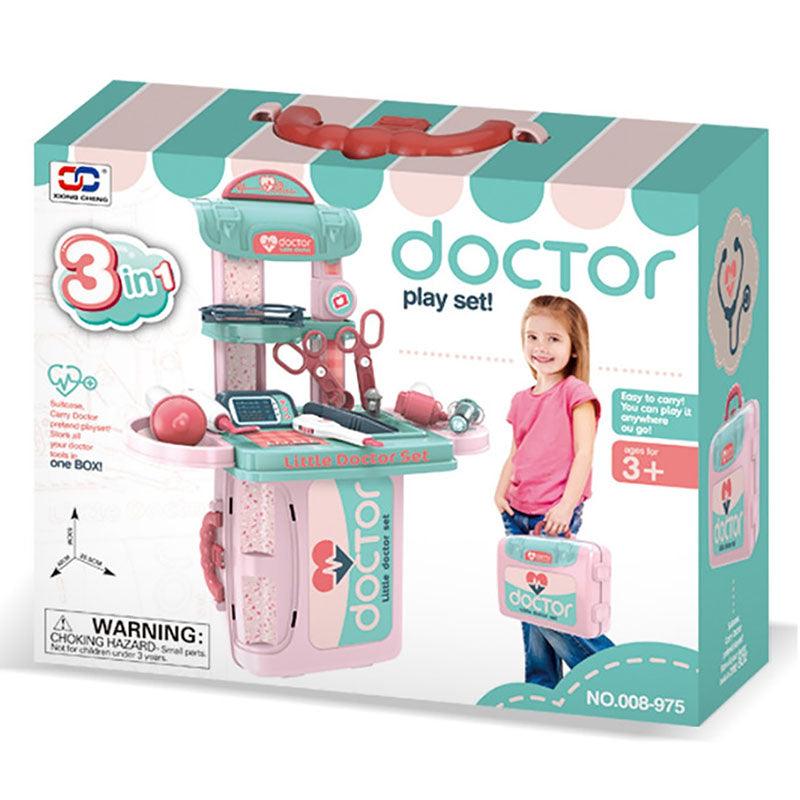 XIONG CHENG
®
3 in 1
doctor
play set!
doctor
Suitcase,
Carry Doctor
pretend playset!
Store all
your doctor
tools in
one BOX!
Little Doctor Set
DOCTOR
Little doctor set
Easy to carry!
You can play it
anywhere
ou go!
ages for
3+
DOCTOR
WARNING:
CHOKING HAZARD- Small parts.
Not for children under 3 years.
NO.008-975
DOCTOR